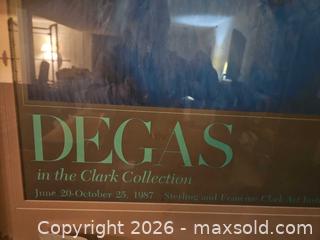 DEGAS
in the Clark Collection
June 20-October 25, 1987 Sterling and Francine Clark Art
Copyright © 2026 - maxsold.com